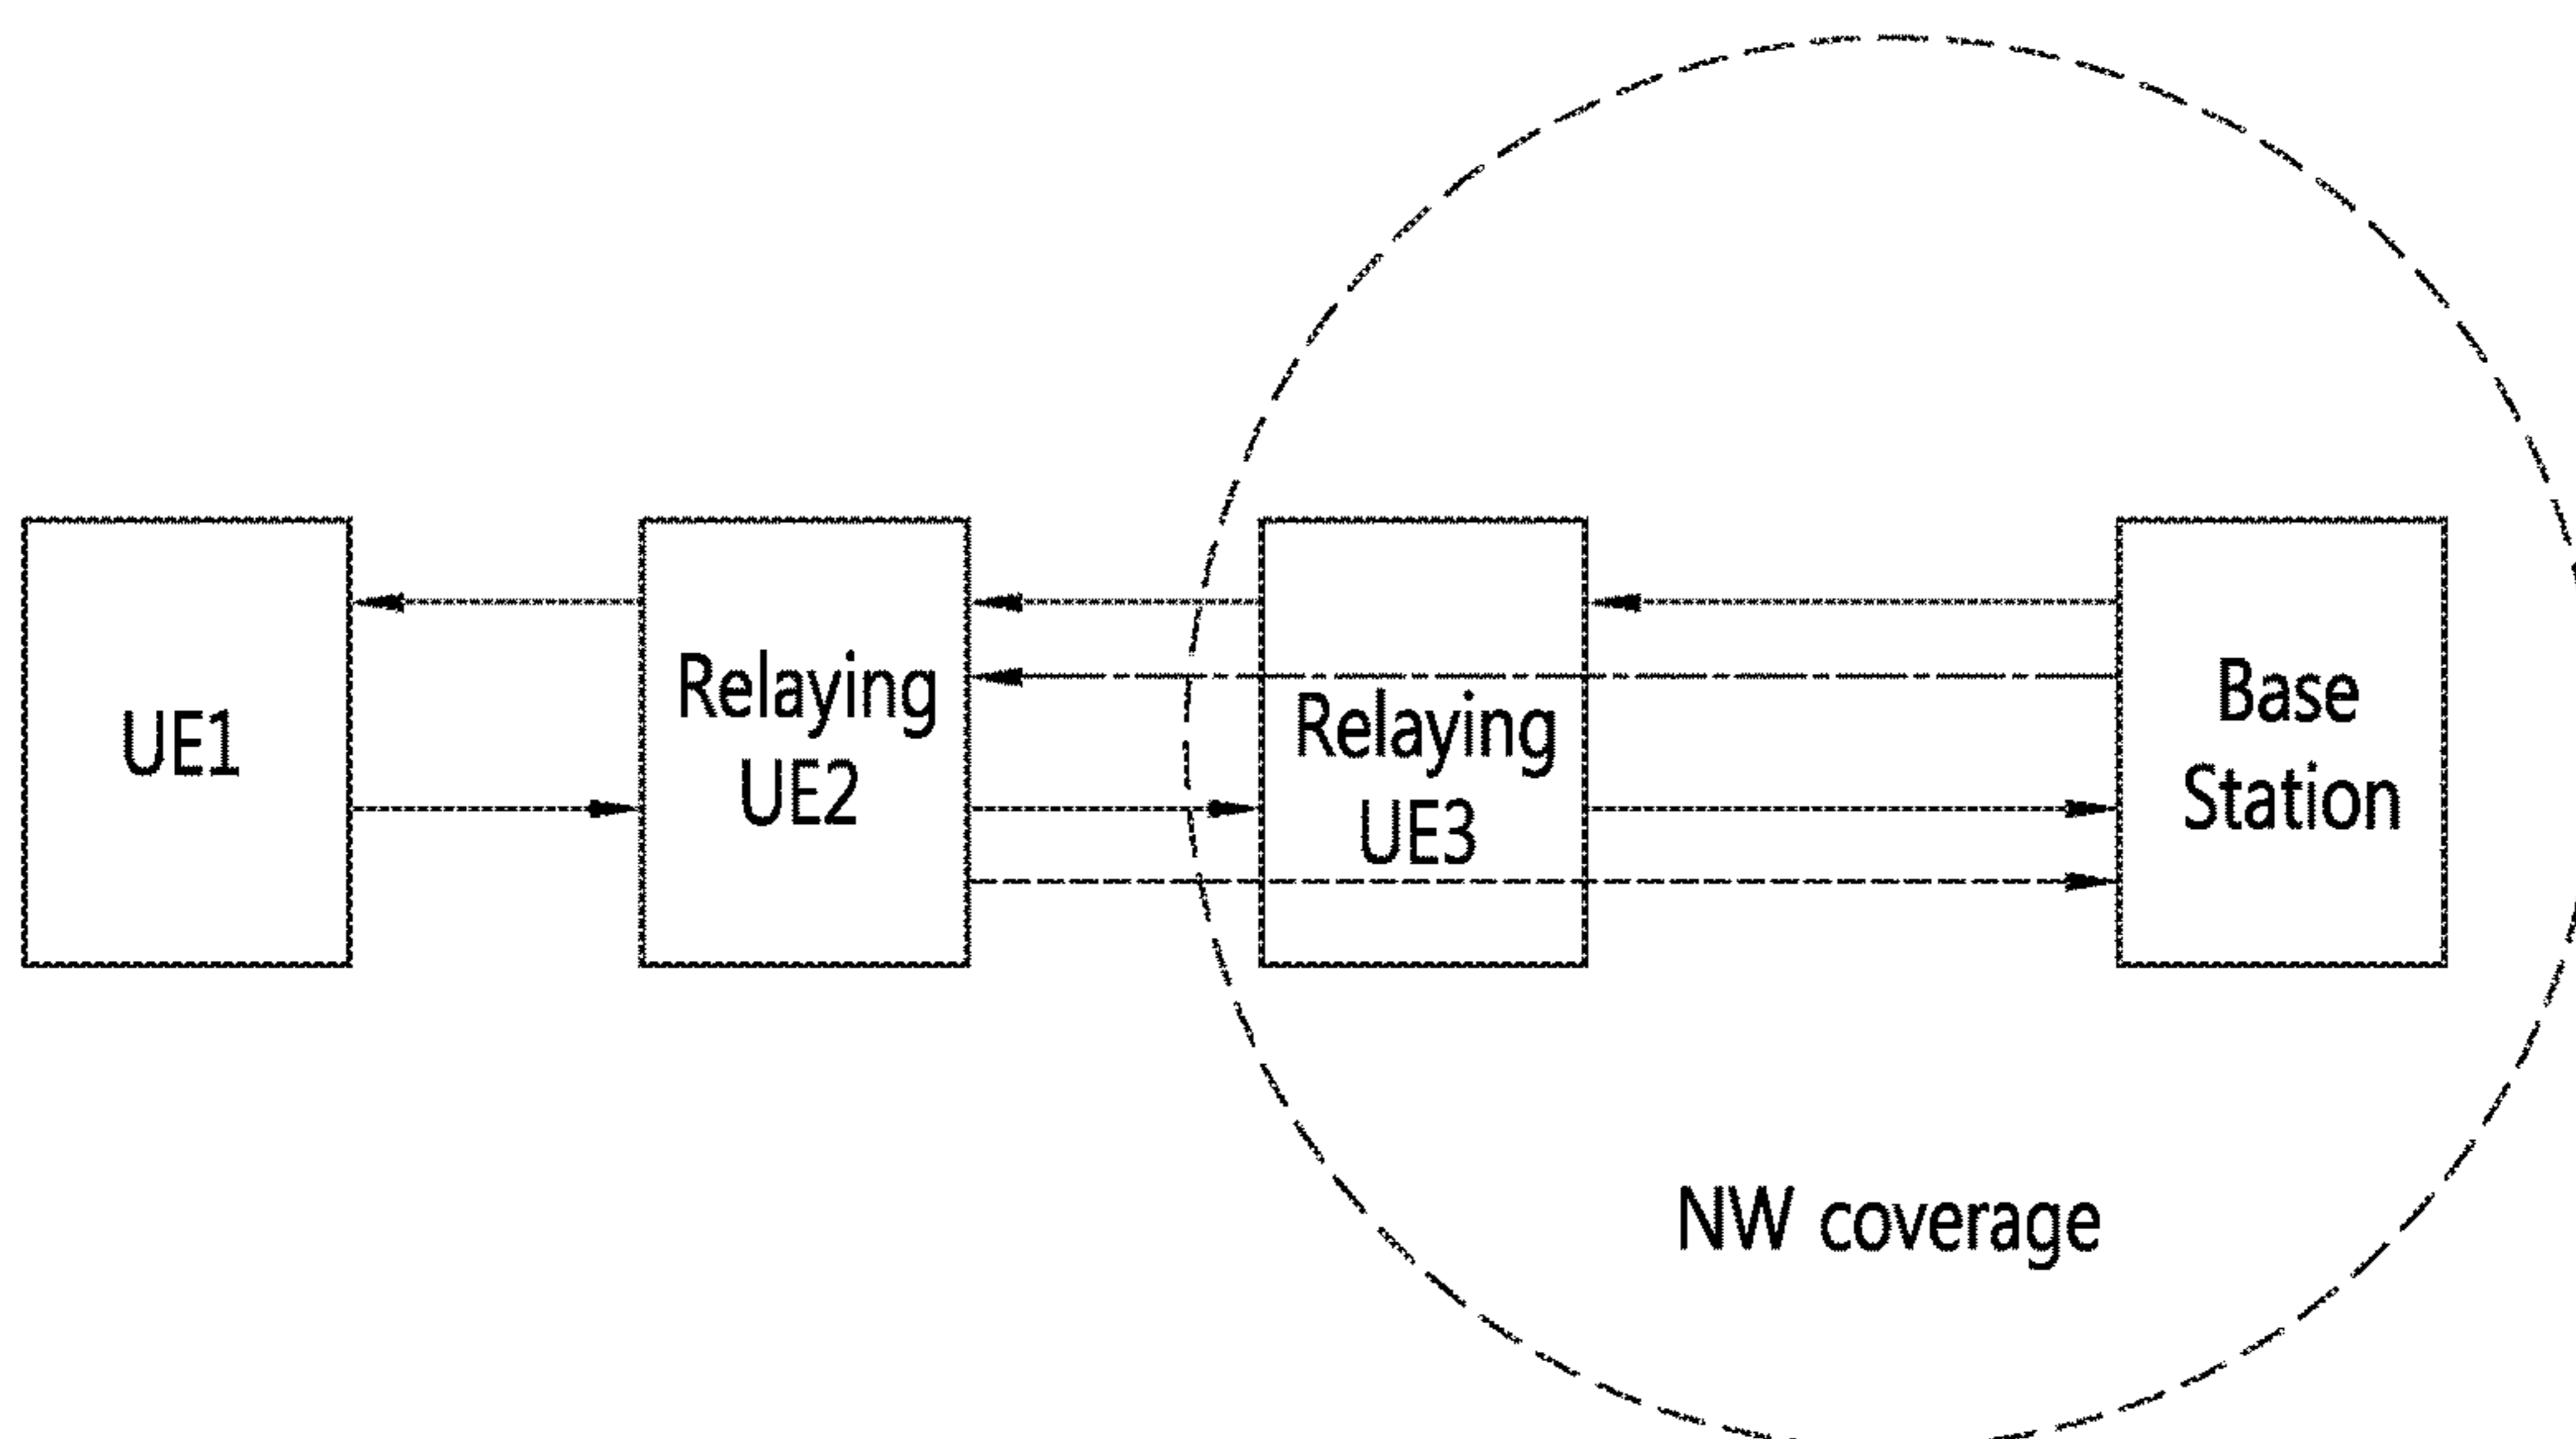 UE1
Relaying
UE2
Relaying
UE3
Base
Station
NW coverage